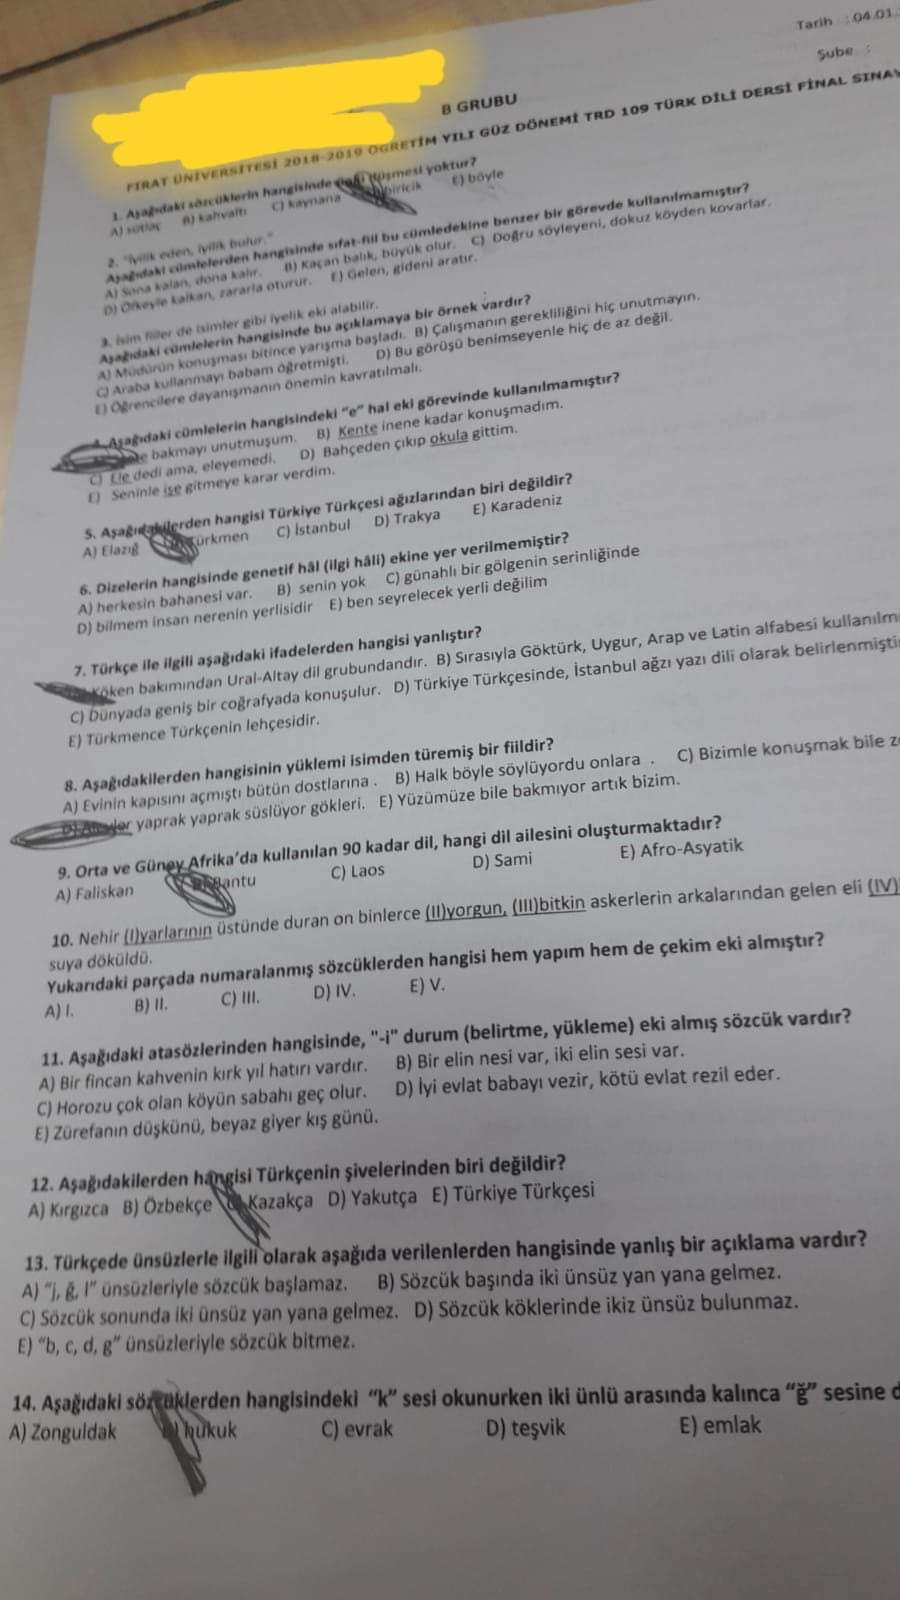 Tarih : 04.01.
Şube :
B GRUBU
FIRAT ÜNİVERSİTESİ 2018-2019 ÖĞRETİM YILI GÜZ DÖNEMİ TRD 109 TÜRK DİLİ DERSİ FİNAL SINAV
1. Aşağıdaki sözcüklerin hangisinde düşmesi yoktur?
A) sütlaç B) kahvaltı C) kaynana biricik E) böyle
2. "İyilik eden, iyilik bulur."
Aşağıdaki cümlelerden hangisinde sıfat-fiil bu cümledekine benzer bir görevde kullanılmamıştır?
A) Sona kalan, dona kalır. B) Kaçan balık, büyük olur. C) Doğru söyleyeni, dokuz köyden kovarlar.
D) Öfkeyle kalkan, zararla oturur. E) Gelen, gideni aratır.
3. İsim fiiller de isimler gibi iyelik eki alabilir.
Aşağıdaki cümlelerin hangisinde bu açıklamaya bir örnek vardır?
A) Müdürün konuşması bitince yarışma başladı. B) Çalışmanın gerekliliğini hiç unutmayın.
C) Araba kullanmayı babam öğretmişti. D) Bu görüşü benimseyenle hiç de az değil.
E) Öğrencilere dayanışmanın önemin kavratılmalı.
4. Aşağıdaki cümlelerin hangisindeki "e" hal eki görevinde kullanılmamıştır?
bakmayı unutmuşum. B) Kente inene kadar konuşmadım.
C) Ele dedi ama, eleyemedi. D) Bahçeden çıkıp okula gittim.
E) Seninle işe gitmeye karar verdim.
5. Aşağıdakilerden hangisi Türkiye Türkçesi ağızlarından biri değildir?
A) Elazığ Türkmen C) İstanbul D) Trakya E) Karadeniz
6. Dizelerin hangisinde genetif hâl (ilgi hâli) ekine yer verilmemiştir?
A) herkesin bahanesi var. B) senin yok C) günahlı bir gölgenin serinliğinde
D) bilmem insan nerenin yerlisidir E) ben seyrelecek yerli değilim
7. Türkçe ile ilgili aşağıdaki ifadelerden hangisi yanlıştır?
Köken bakımından Ural-Altay dil grubundandır. B) Sırasıyla Göktürk, Uygur, Arap ve Latin alfabesi kullanılmı
C) Dünyada geniş bir coğrafyada konuşulur. D) Türkiye Türkçesinde, İstanbul ağzı yazı dili olarak belirlenmişti
E) Türkmence Türkçenin lehçesidir.
8. Aşağıdakilerden hangisinin yüklemi isimden türemiş bir fiildir?
A) Evinin kapısını açmıştı bütün dostlarına . B) Halk böyle söylüyordu onlara . C) Bizimle konuşmak bile z
yaprak yaprak süslüyor gökleri. E) Yüzümüze bile bakmıyor artık bizim.
9. Orta ve Güney Afrika'da kullanılan 90 kadar dil, hangi dil ailesini oluşturmaktadır?
A) Faliskan Bantu C) Laos D) Sami E) Afro-Asyatik
10. Nehir (I)yarlarının üstünde duran on binlerce (II)yorgun, (III)bitkin askerlerin arkalarından gelen eli (IV)
suya döküldü.
Yukarıdaki parçada numaralanmış sözcüklerden hangisi hem yapım hem de çekim eki almıştır?
A) I. B) II. C) III. D) IV. E) V.
11. Aşağıdaki atasözlerinden hangisinde, "-i" durum (belirtme, yükleme) eki almış sözcük vardır?
A) Bir fincan kahvenin kırk yıl hatırı vardır. B) Bir elin nesi var, iki elin sesi var.
C) Horozu çok olan köyün sabahı geç olur. D) İyi evlat babayı vezir, kötü evlat rezil eder.
E) Zürefanın düşkünü, beyaz giyer kış günü.
12. Aşağıdakilerden hangisi Türkçenin şivelerinden biri değildir?
A) Kırgızca B) Özbekçe Kazakça D) Yakutça E) Türkiye Türkçesi
13. Türkçede ünsüzlerle ilgili olarak aşağıda verilenlerden hangisinde yanlış bir açıklama vardır?
A) "j, ğ, l" ünsüzleriyle sözcük başlamaz. B) Sözcük başında iki ünsüz yan yana gelmez.
C) Sözcük sonunda iki ünsüz yan yana gelmez. D) Sözcük köklerinde ikiz ünsüz bulunmaz.
E) "b, c, d, g" ünsüzleriyle sözcük bitmez.
14. Aşağıdaki sözcüklerden hangisindeki "k" sesi okunurken iki ünlü arasında kalınca "ğ" sesine d
A) Zonguldak hukuk C) evrak D) teşvik E) emlak